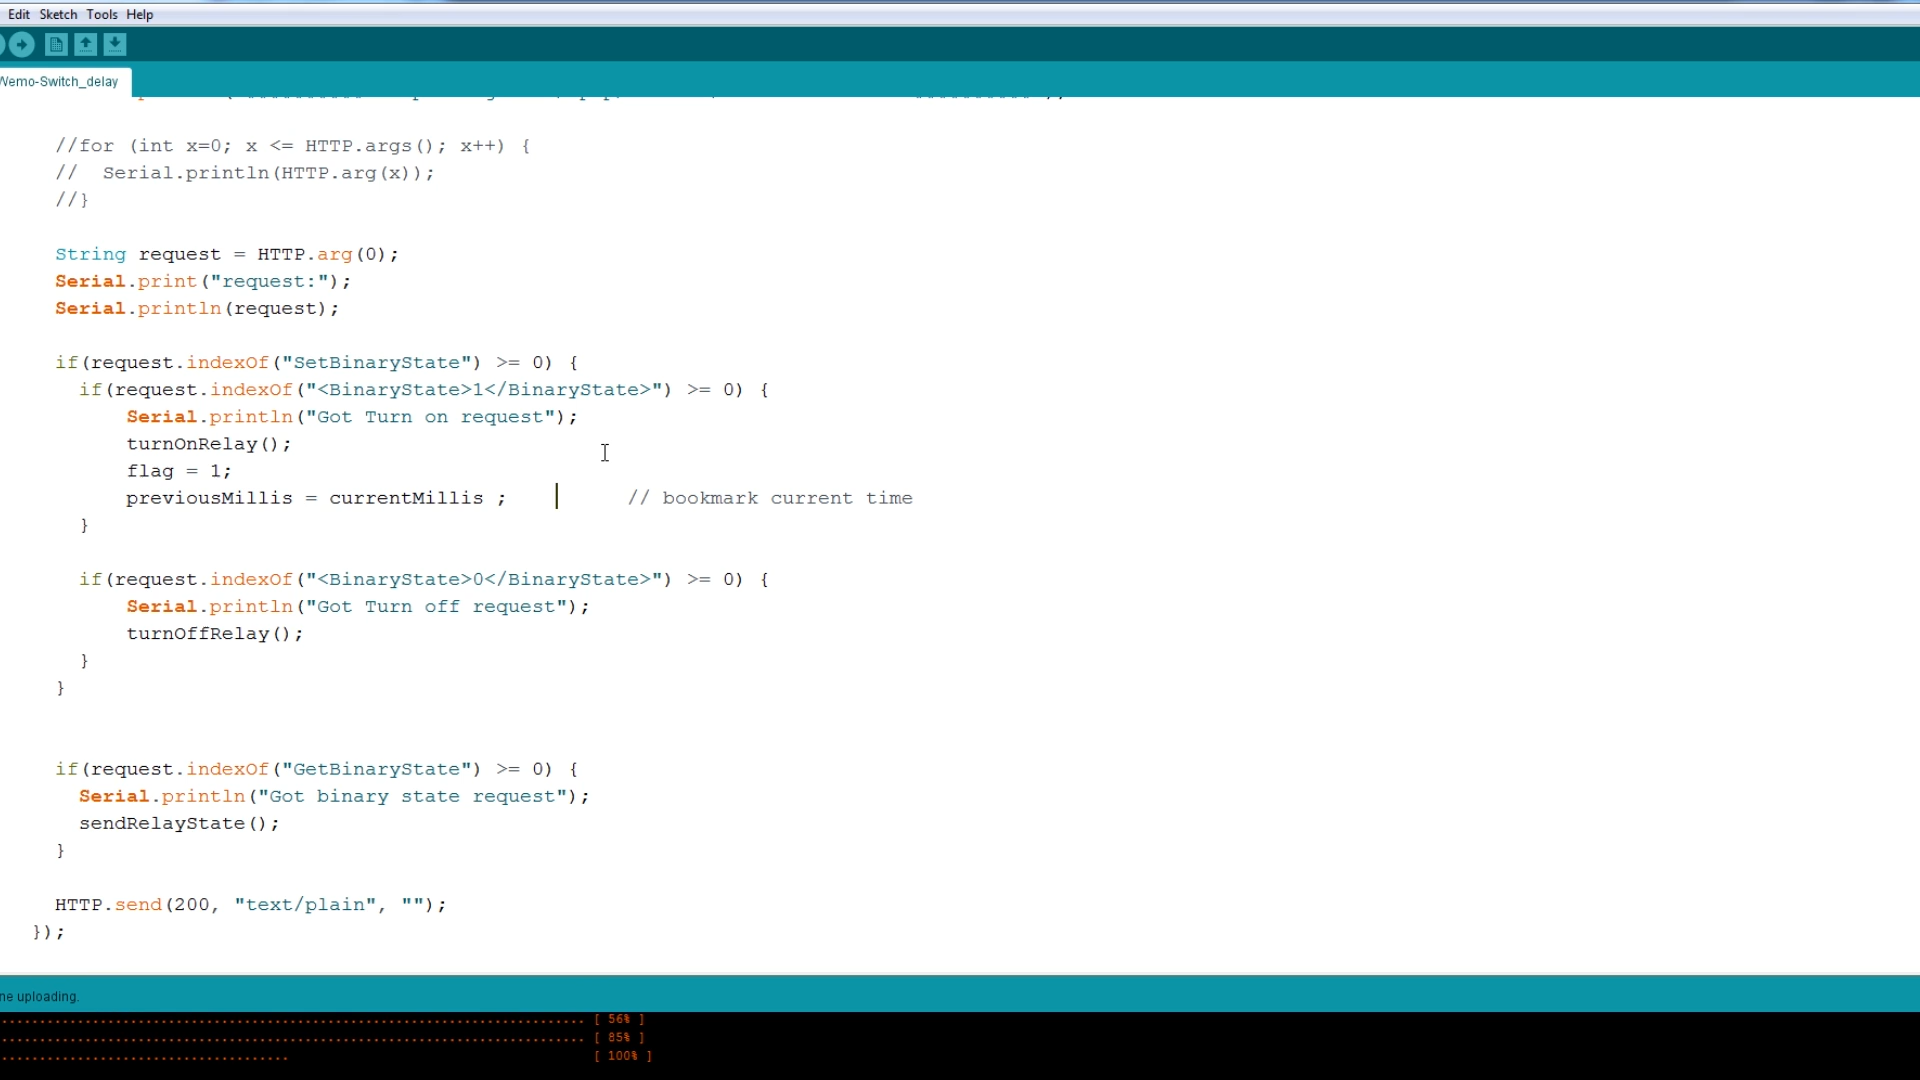 Edit Sketch Tools Help
Wemo-Switch_delay
//for (int x=0; x <= HTTP.args(); x++) {
//  Serial.println(HTTP.arg(x));
//}
String request = HTTP.arg(0);
Serial.print("request:");
Serial.println(request);
if(request.indexOf("SetBinaryState") >= 0) {
if(request.indexOf("<BinaryState>1</BinaryState>") >= 0) {
Serial.println("Got Turn on request");
turnOnRelay();
flag = 1;
previousMillis = currentMillis ; // bookmark current time
}
if(request.indexOf("<BinaryState>0</BinaryState>") >= 0) {
Serial.println("Got Turn off request");
turnOffRelay();
}
}
if(request.indexOf("GetBinaryState") >= 0) {
Serial.println("Got binary state request");
sendRelayState();
}
HTTP.send(200, "text/plain", "");
});
ne uploading.
................................................................................ [ 56% ]
................................................................................ [ 85% ]
....................................... [ 100% ]